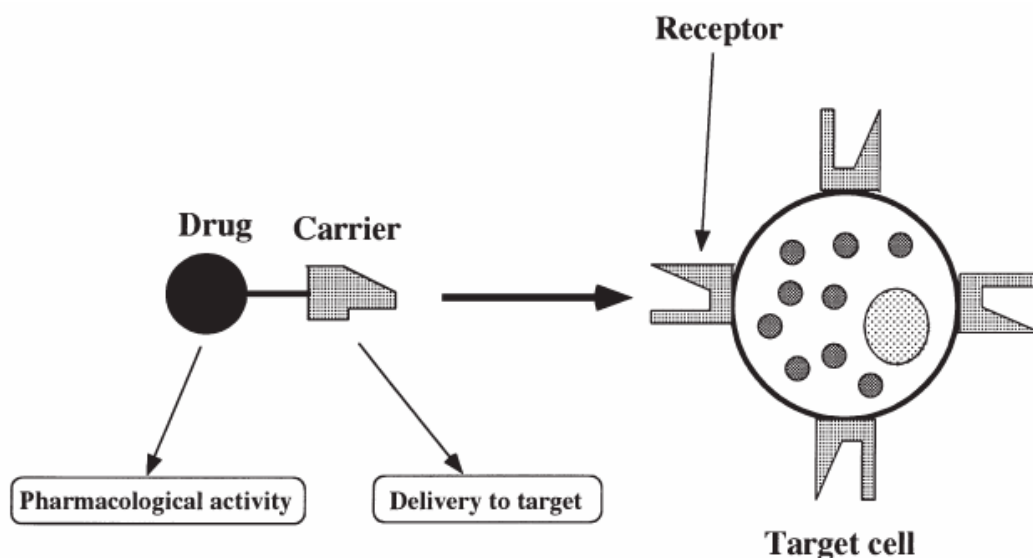 Receptor
Drug
Carrier
Pharmacological activity
Delivery to target
Target cell